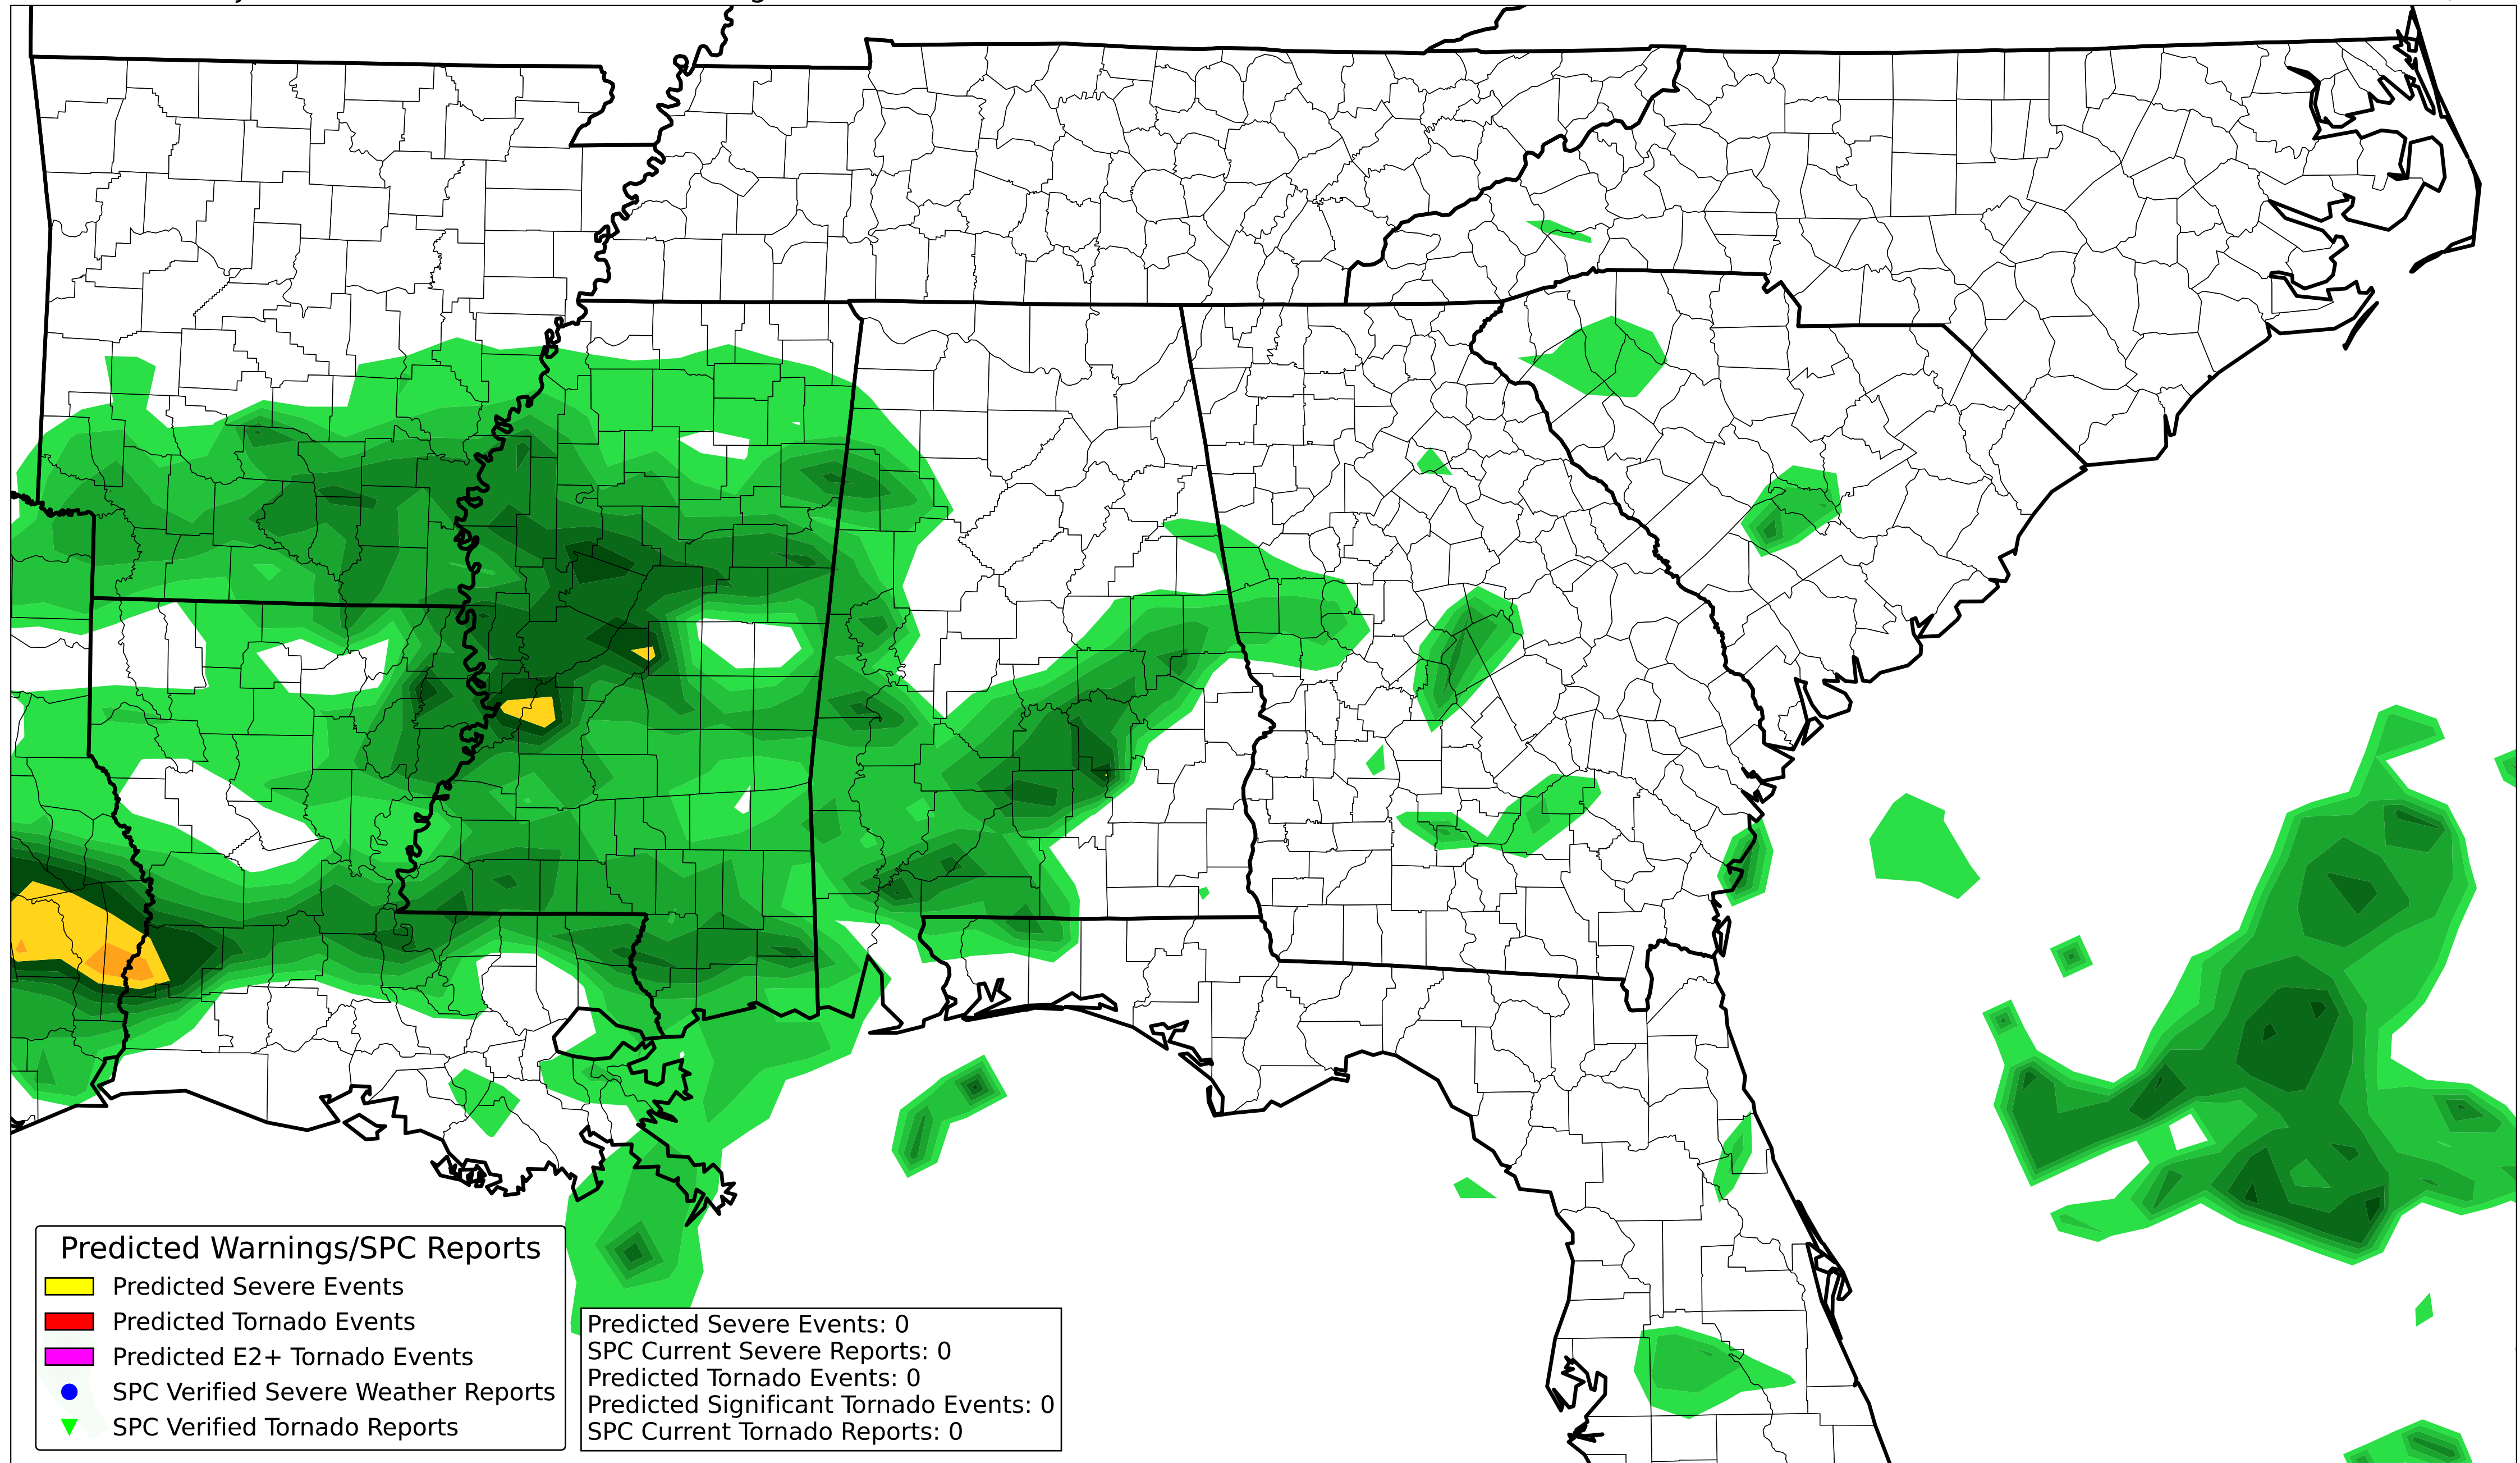 Predicted Warnings/SPC Reports
Predicted Severe Events
Predicted Tornado Events
Predicted E2+ Tornado Events
SPC Verified Severe Weather Reports
SPC Verified Tornado Reports
Predicted Severe Events: 0
SPC Current Severe Reports: 0
Predicted Tornado Events: 0
Predicted Significant Tornado Events: 0
SPC Current Tornado Reports: 0